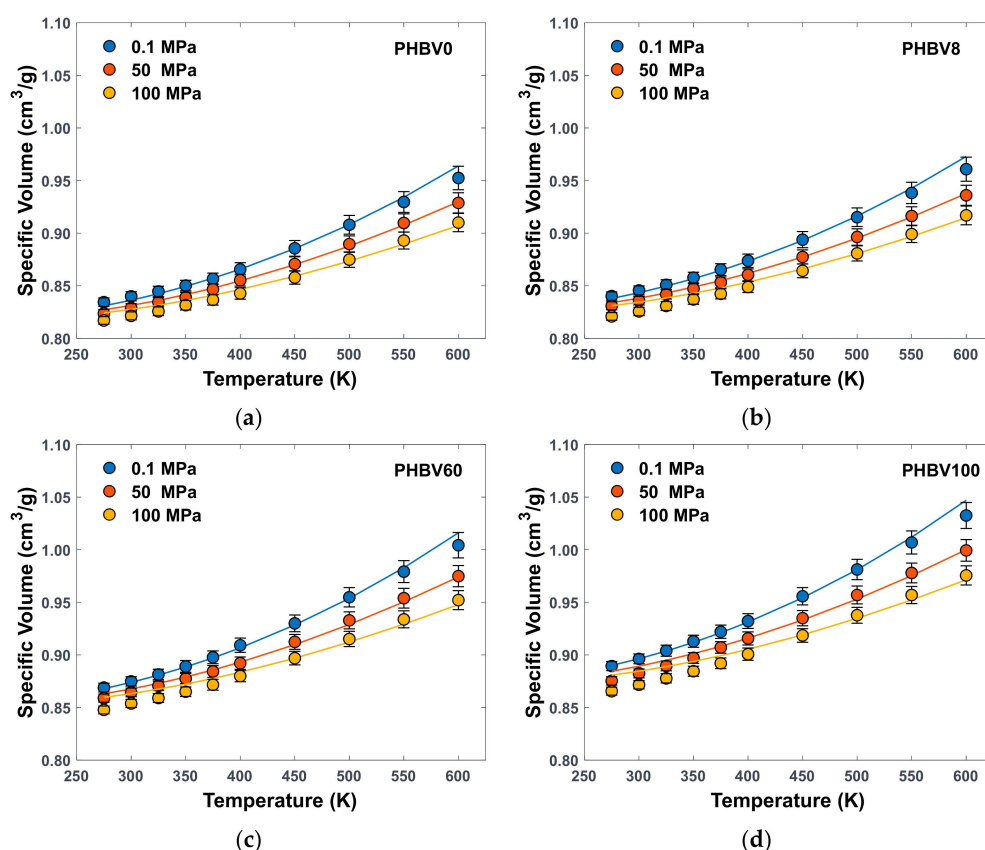 1.10
1.05
1.00
0.95
0.90
0.85
0.80
Specific Volume (cm³/g)
0.1 MPa
50 MPa
100 MPa
PHBV0
250 300 350 400 450 500 550 600
Temperature (K)
(a)
1.10
1.05
1.00
0.95
0.90
0.85
0.80
Specific Volume (cm³/g)
0.1 MPa
50 MPa
100 MPa
PHBV8
250 300 350 400 450 500 550 600
Temperature (K)
(b)
1.10
1.05
1.00
0.95
0.90
0.85
0.80
Specific Volume (cm³/g)
0.1 MPa
50 MPa
100 MPa
PHBV60
250 300 350 400 450 500 550 600
Temperature (K)
(c)
1.10
1.05
1.00
0.95
0.90
0.85
0.80
Specific Volume (cm³/g)
0.1 MPa
50 MPa
100 MPa
PHBV100
250 300 350 400 450 500 550 600
Temperature (K)
(d)